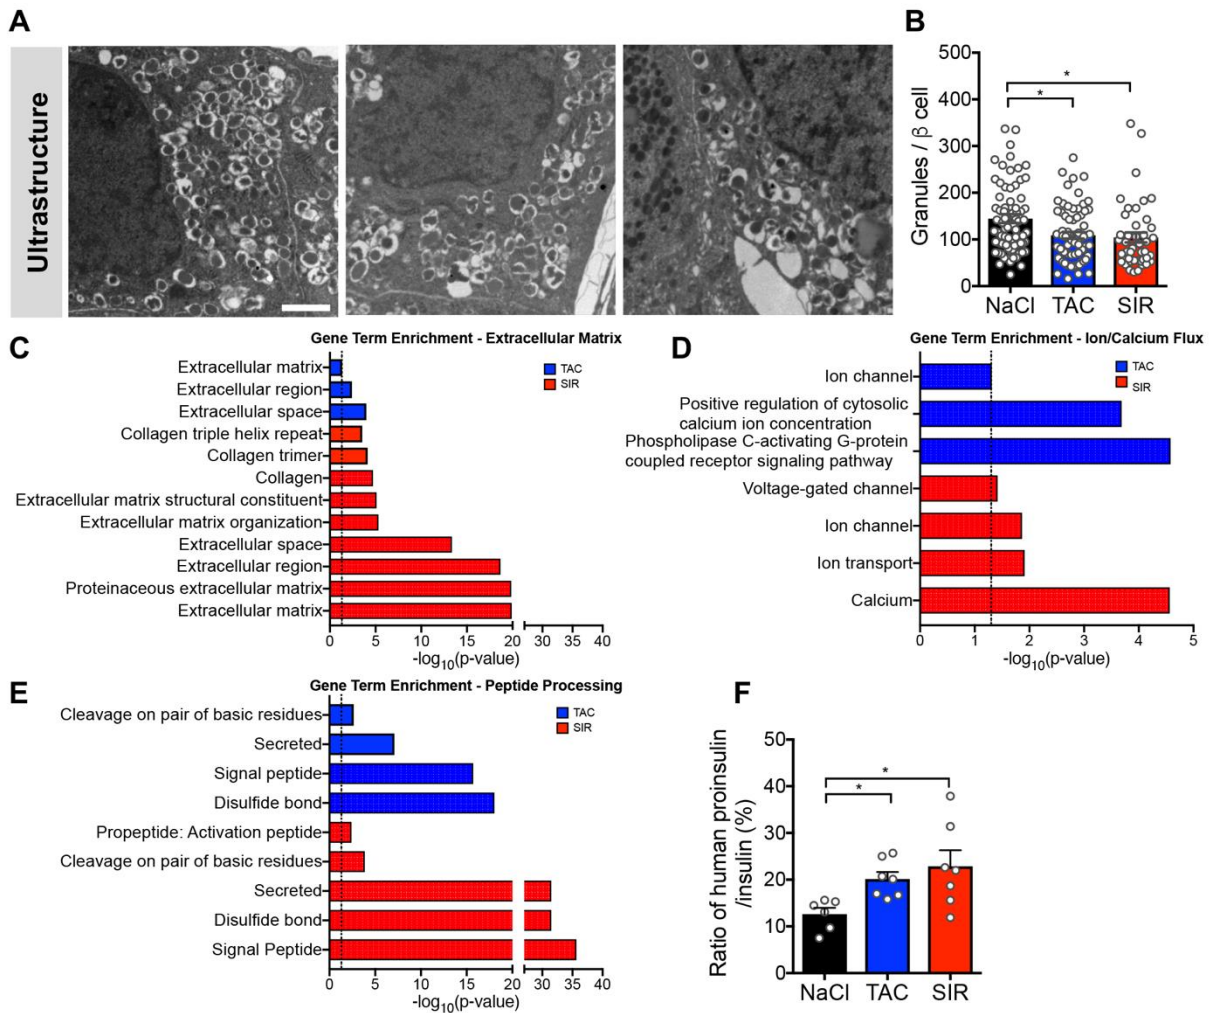 A
Ultrastructure
B
Granules / β cell
500
400
300
200
100
0
*
*
NaCl TAC SIR
C
Gene Term Enrichment - Extracellular Matrix
TAC
SIR
Extracellular matrix
Extracellular region
Extracellular space
Collagen triple helix repeat
Collagen trimer
Collagen
Extracellular matrix structural constituent
Extracellular matrix organization
Extracellular space
Extracellular region
Proteinaceous extracellular matrix
Extracellular matrix
0 5 10 15 20 30 35 40
-log10(p-value)
D
Gene Term Enrichment - Ion/Calcium Flux
TAC
SIR
Ion channel
Positive regulation of cytosolic
calcium ion concentration
Phospholipase C-activating G-protein
coupled receptor signaling pathway
Voltage-gated channel
Ion channel
Ion transport
Calcium
0 1 2 3 4 5
-log10(p-value)
E
Gene Term Enrichment - Peptide Processing
TAC
SIR
Cleavage on pair of basic residues
Secreted
Signal peptide
Disulfide bond
Propeptide: Activation peptide
Cleavage on pair of basic residues
Secreted
Disulfide bond
Signal Peptide
0 5 10 15 20 30 35 40
-log10(p-value)
F
Ratio of human proinsulin
/insulin (%)
50
40
30
20
10
0
*
*
NaCl TAC SIR